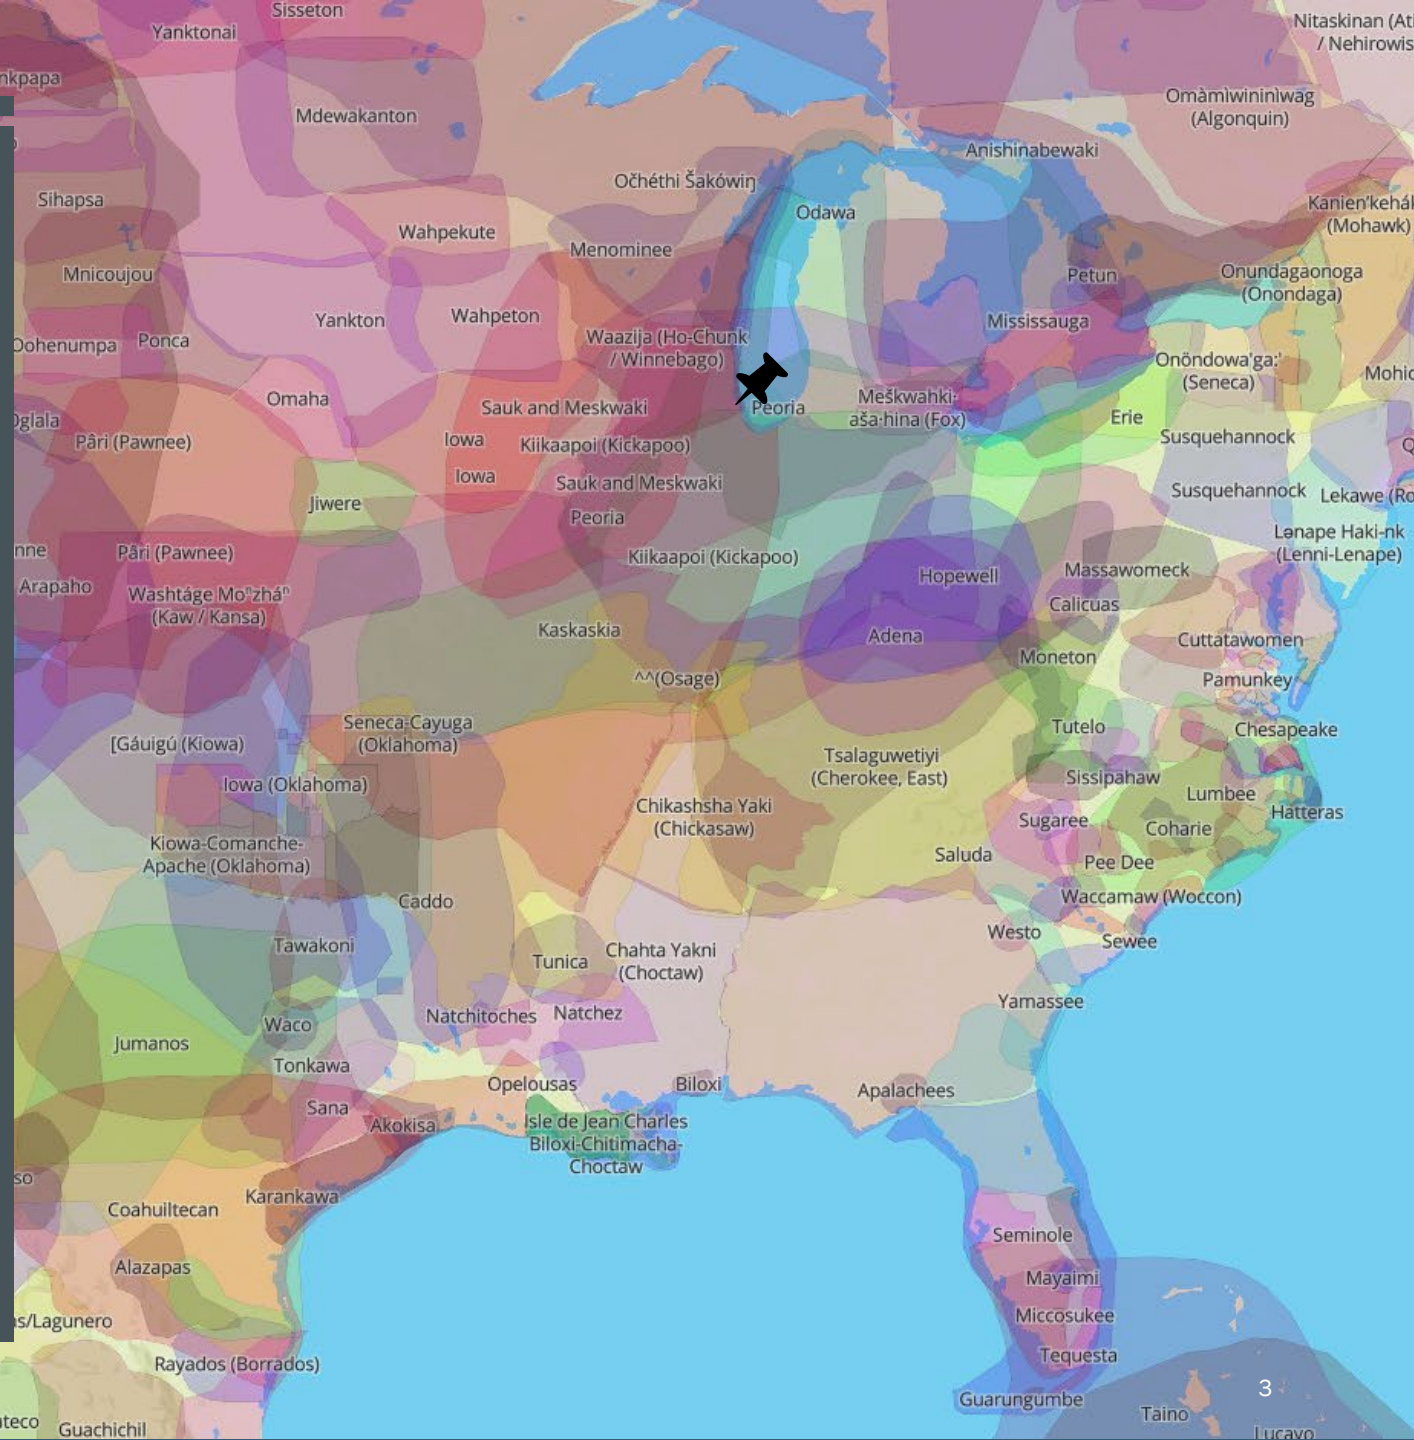 Sisseton
Nitaskinan (At
/ Nehirowis
Yanktonai
nkpapa
Omàmìwininìwag
(Algonquin)
Mdewakanton
Anishinabewaki
Očhéthi Šakówiŋ
Sihapsa
Odawa
Kanien'kehá
(Mohawk)
Wahpekute
Menominee
Mnicoujou
Petun
Onundagaonoga
(Onondaga)
Yankton
Wahpeton
Mississauga
Oohenumpa
Ponca
Waazija (Ho-Chunk
/ Winnebago)
Onöndowa'ga:'
(Seneca)
Mohic
Omaha
Sauk and Meskwaki
Peoria
Meškwahki·
aša·hina (Fox)
Erie
Oglala
Pâri (Pawnee)
Iowa
Kiikaapoi (Kickapoo)
Susquehannock
Q
Iowa
Sauk and Meskwaki
Susquehannock
Lekawe (Ro
Jiwere
Peoria
Lənape Haki-nk
(Lenni-Lenape)
nne
Pâri (Pawnee)
Kiikaapoi (Kickapoo)
Hopewell
Massawomeck
Arapaho
Washtáge Moⁿzháⁿ
(Kaw / Kansa)
Calicuas
Kaskaskia
Adena
Cuttatawomen
Moneton
^^(Osage)
Pamunkey
Seneca-Cayuga
(Oklahoma)
Tutelo
Chesapeake
[Gáuigú (Kiowa)
Tsalaguwetiyi
(Cherokee, East)
Sissipahaw
Iowa (Oklahoma)
Lumbee
Chikashsha Yaki
(Chickasaw)
Hatteras
Sugaree
Coharie
Kiowa-Comanche-
Apache (Oklahoma)
Saluda
Pee Dee
Caddo
Waccamaw (Woccon)
Westo
Sewee
Tawakoni
Tunica
Chahta Yakni
(Choctaw)
Yamassee
Natchitoches
Natchez
Waco
Jumanos
Tonkawa
Opelousas
Biloxi
Apalachees
Sana
Akokisa
Isle de Jean Charles
Biloxi-Chitimacha-
Choctaw
so
Karankawa
Coahuiltecan
Seminole
Alazapas
Mayaimi
Miccosukee
ns/Lagunero
Tequesta
Rayados (Borrados)
3
Guarungumbe
Taino
ateco
Guachichil
Lucayo